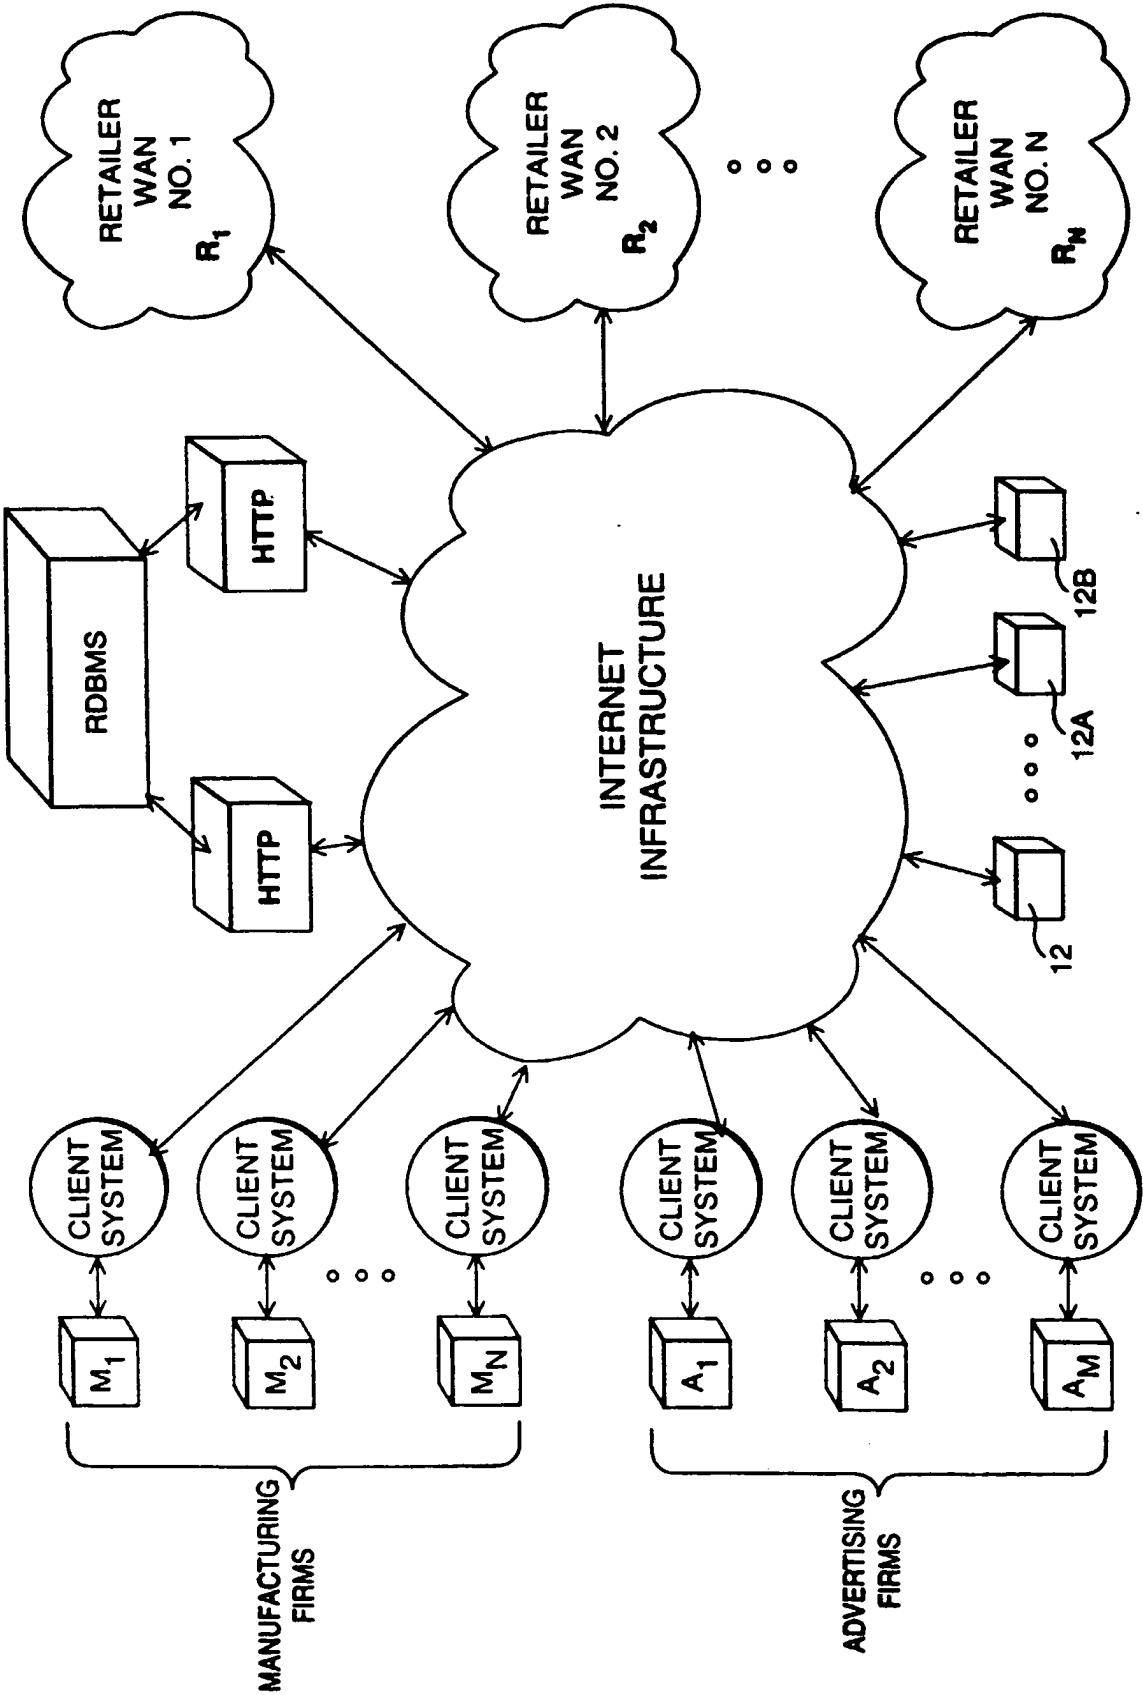 MANUFACTURING
FIRMS
M1
M2
MN
CLIENT
SYSTEM
CLIENT
SYSTEM
CLIENT
SYSTEM
ADVERTISING
FIRMS
A1
A2
AM
CLIENT
SYSTEM
CLIENT
SYSTEM
CLIENT
SYSTEM
RDBMS
HTTP
HTTP
INTERNET
INFRASTRUCTURE
12
12A
12B
RETAILER
WAN
NO. 1
R1
RETAILER
WAN
NO. 2
R2
RETAILER
WAN
NO. N
RN